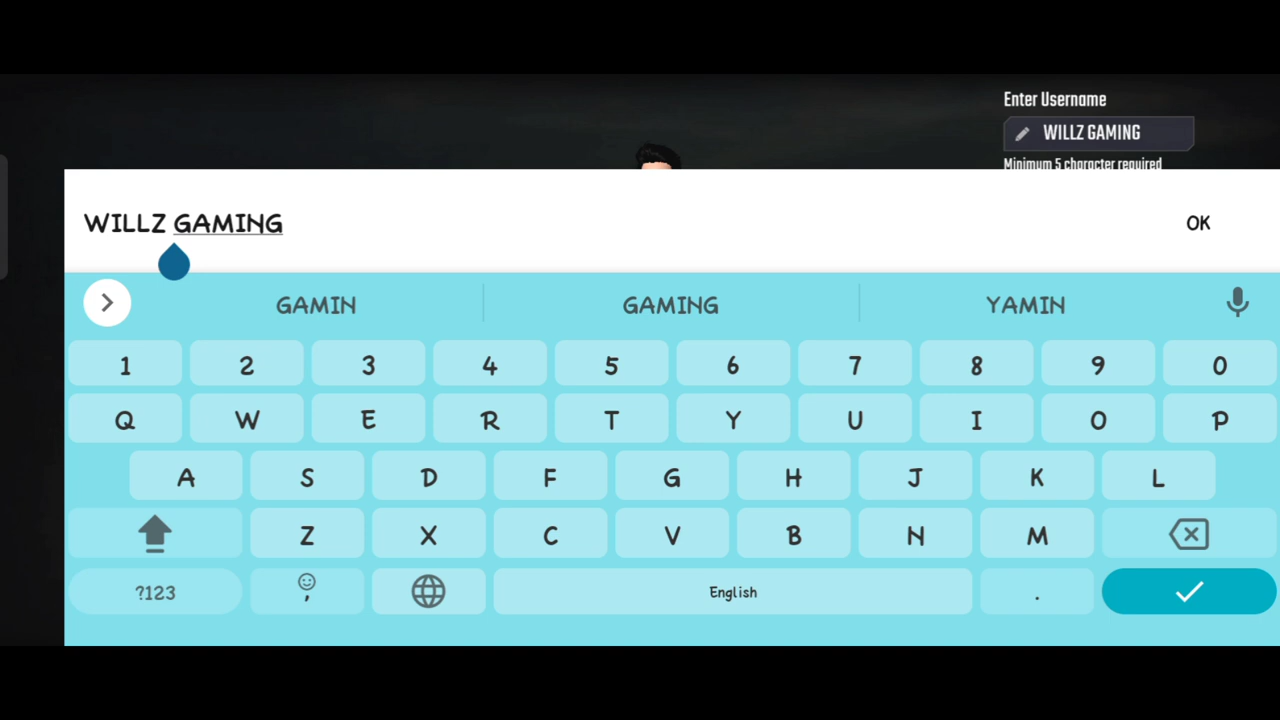 Enter Username
WILLZ GAMING
Minimum 5 character required
WILLZ GAMING
OK
GAMIN GAMING YAMIN
1 2 3 4 5 6 7 8 9 0
Q W E R T Y U I O P
A S D F G H J K L
Z X C V B N M
?123 , English .